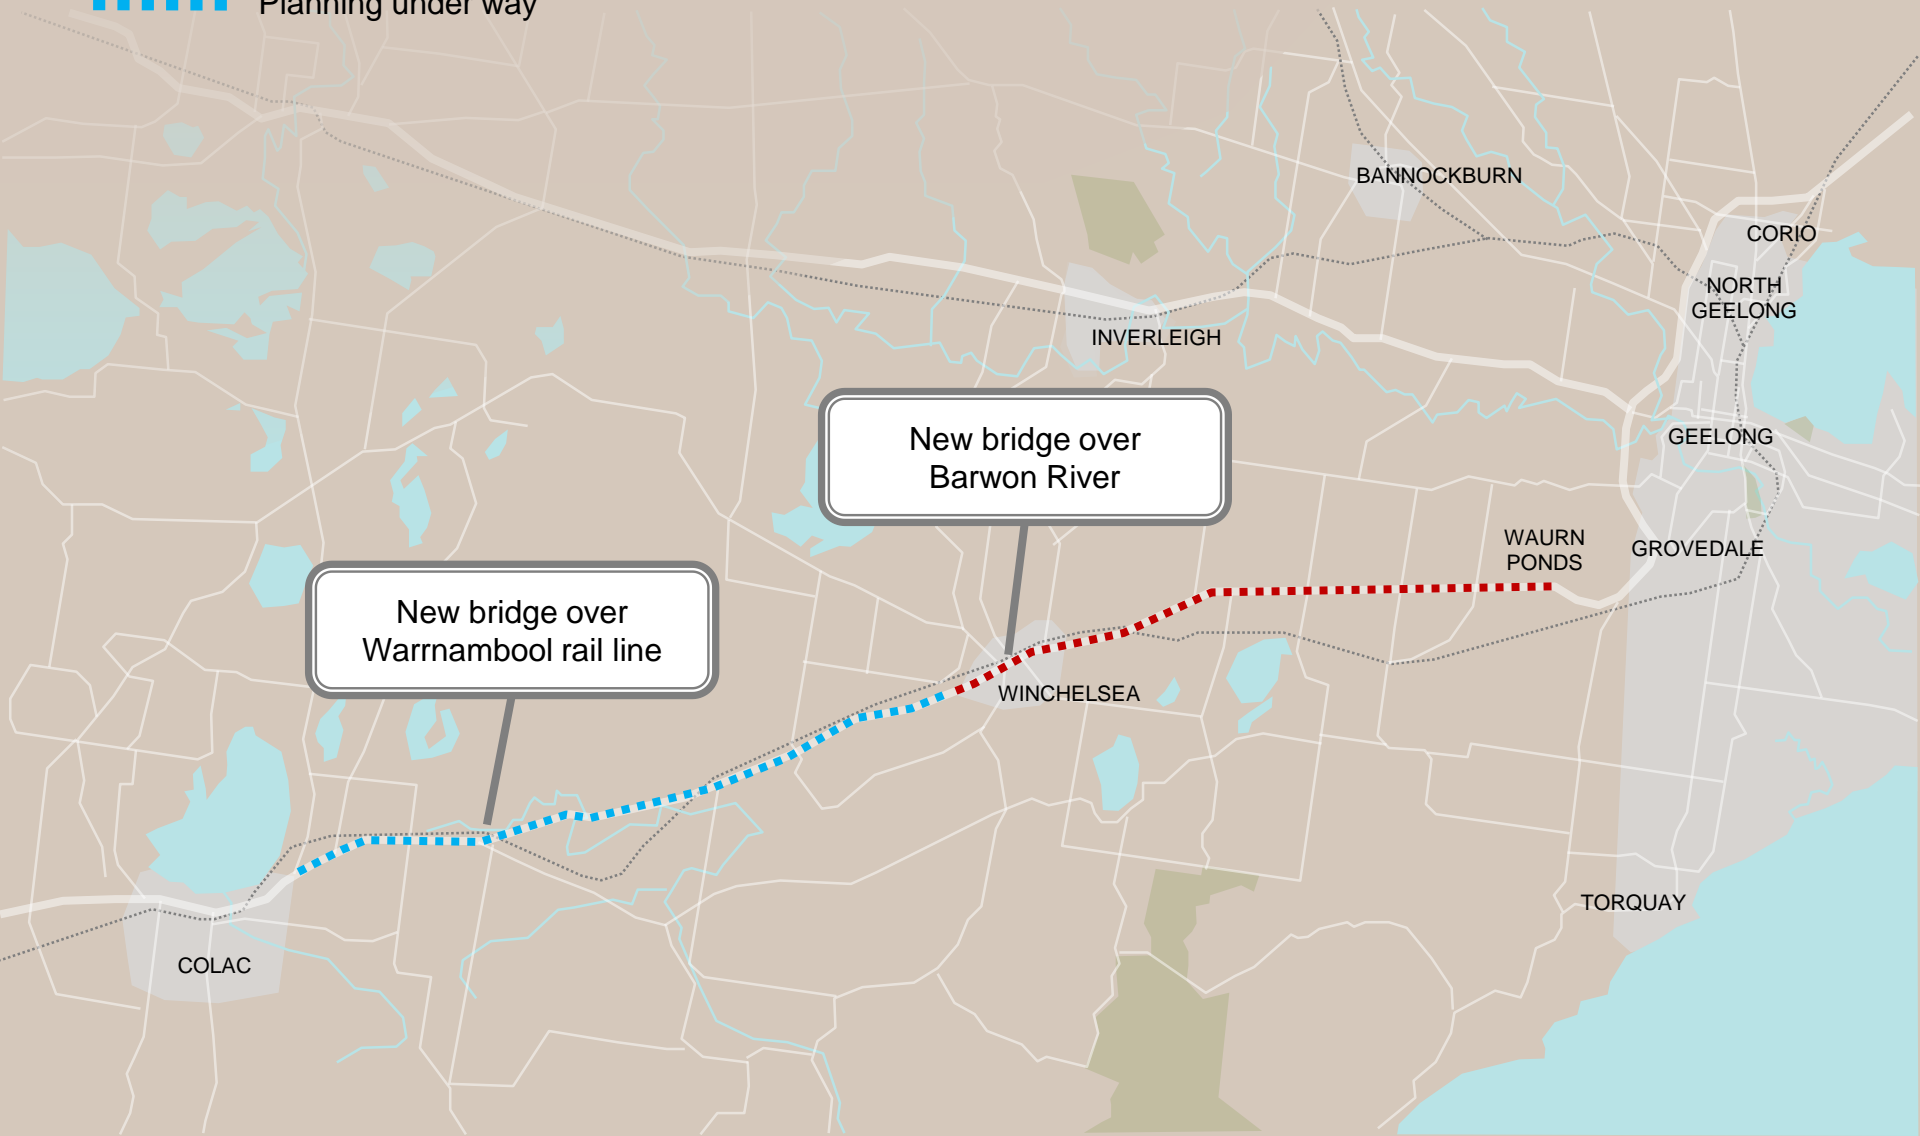 Planning under way
BANNOCKBURN
CORIO
NORTH
GEELONG
INVERLEIGH
New bridge over
Barwon River
GEELONG
WAURN
PONDS
GROVEDALE
New bridge over
Warrnambool rail line
WINCHELSEA
TORQUAY
COLAC